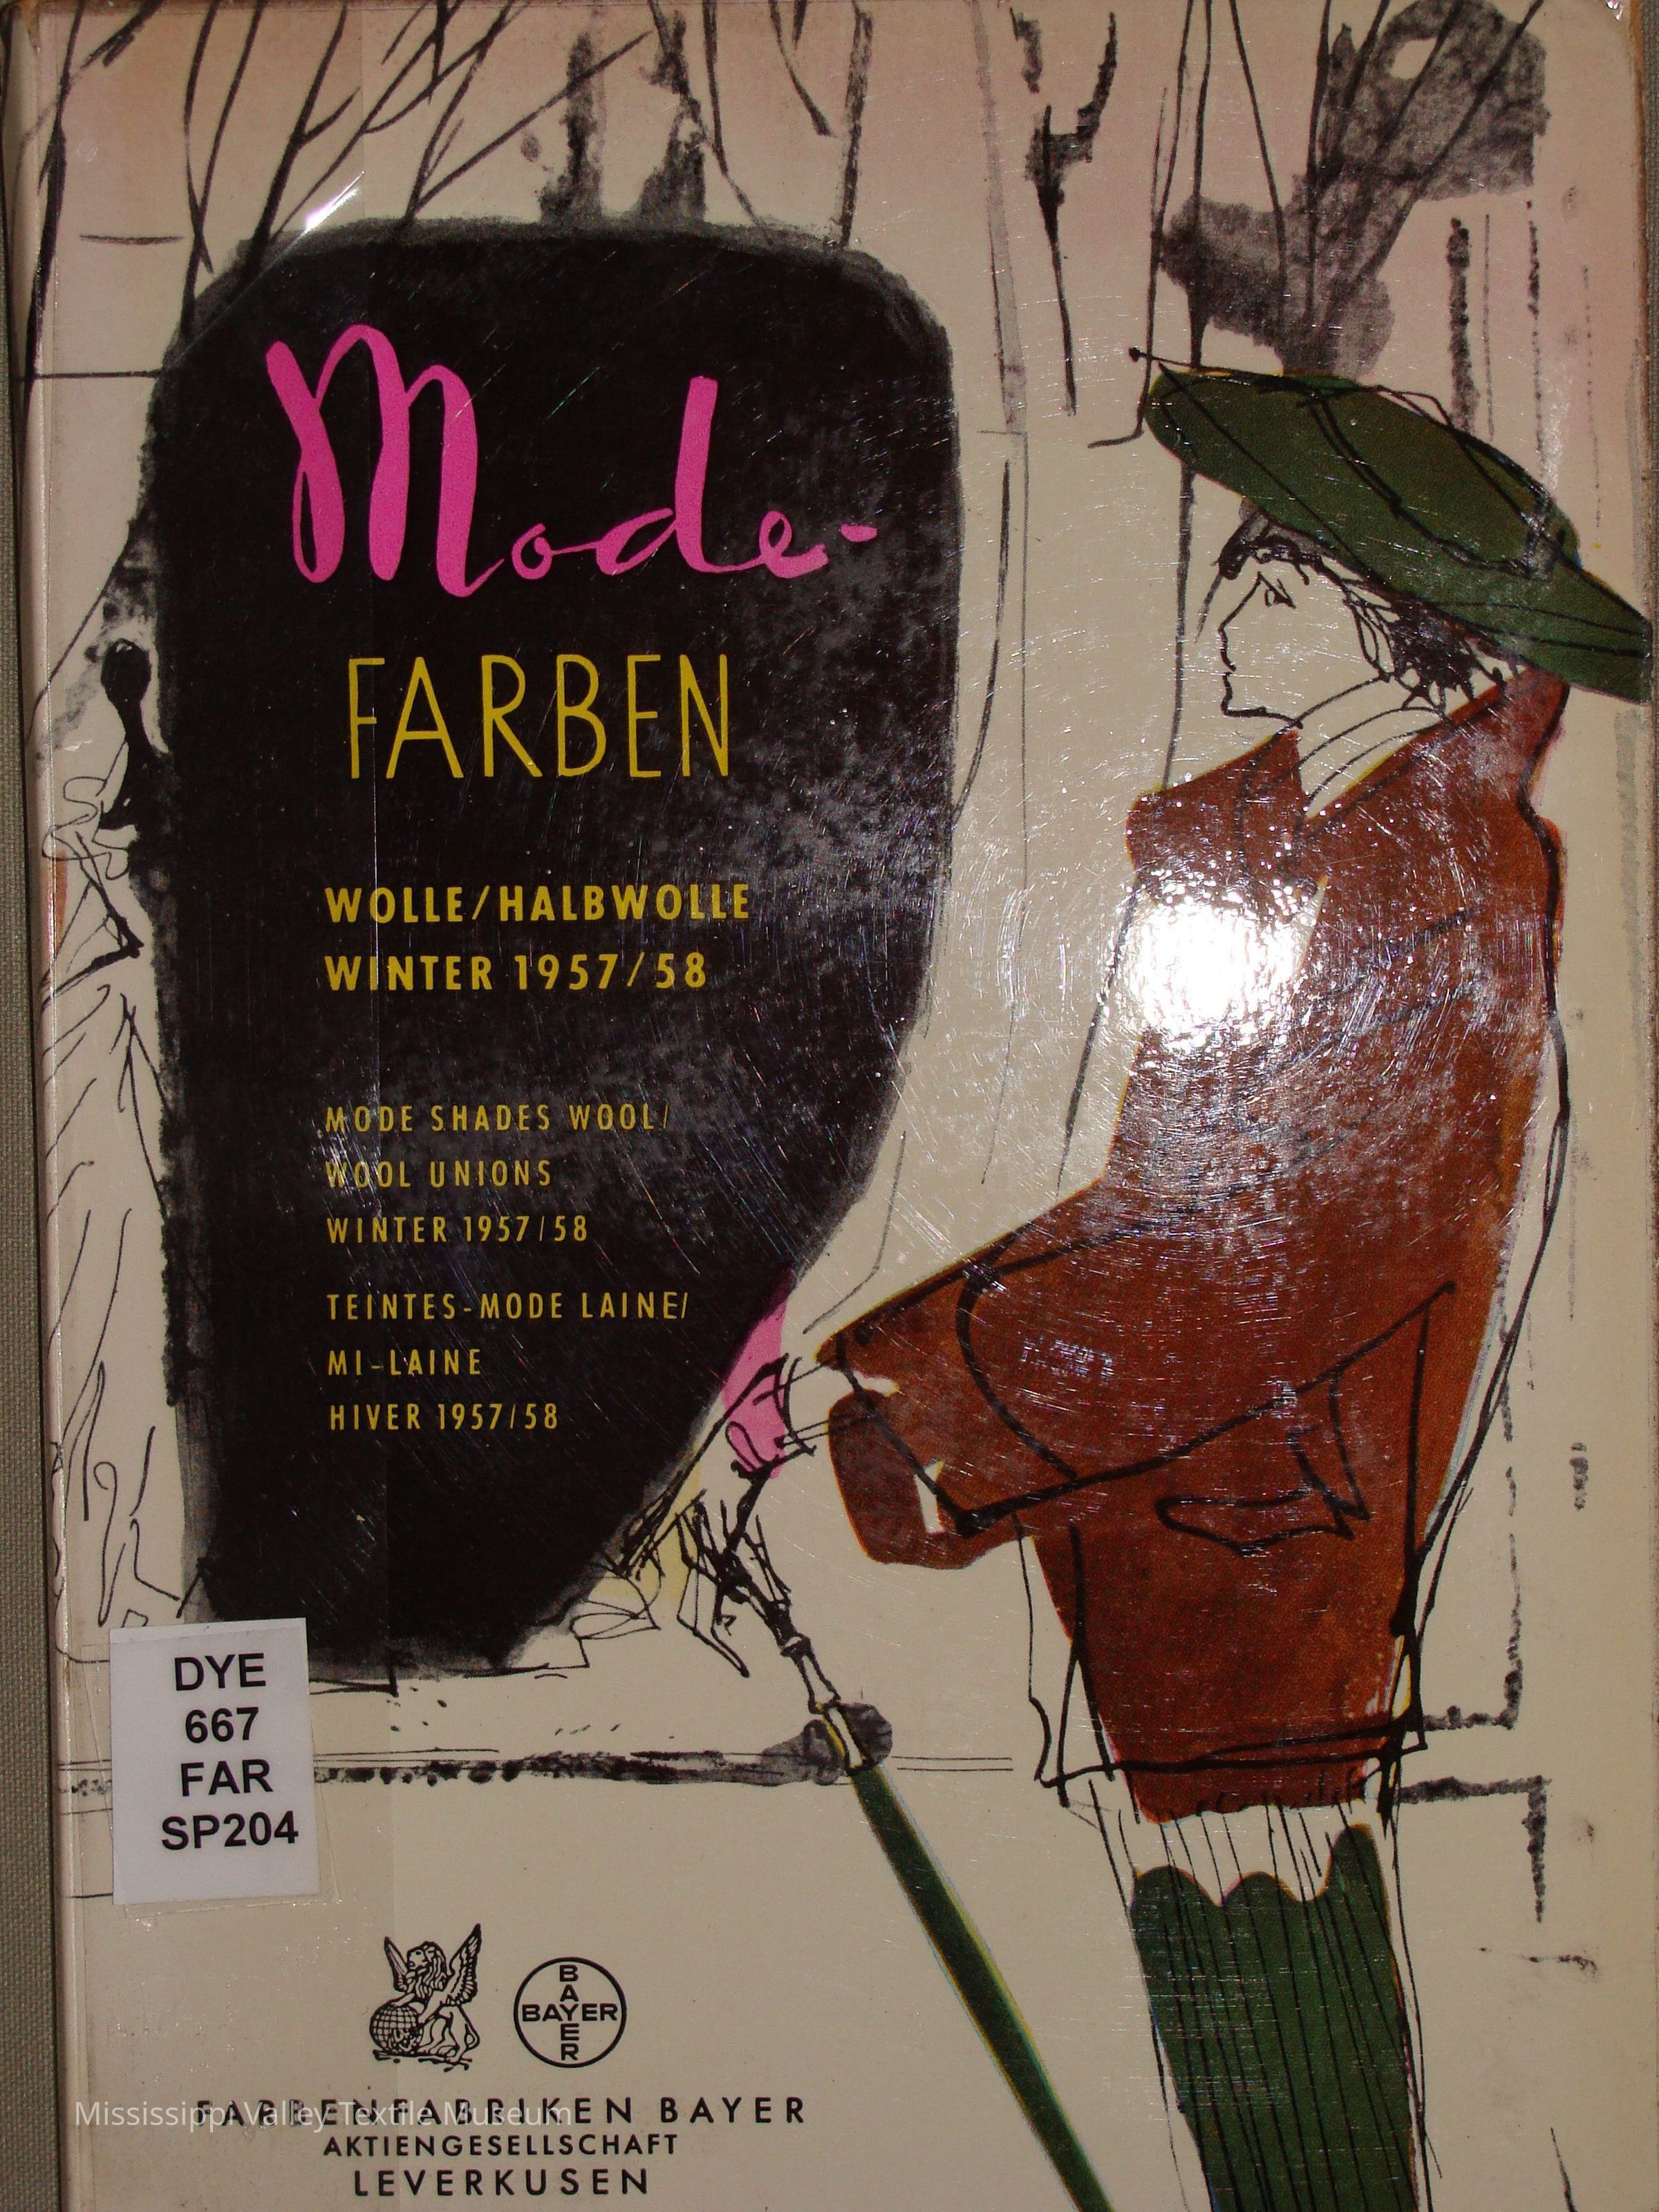 Mode-
FARBEN
WOLLE/HALBWOLLE
WINTER 1957/58
MODE SHADES WOOL/
WOOL UNIONS
WINTER 1957/58
TEINTES-MODE LAINE/
MI-LAINE
HIVER 1957/58
DYE
667
FAR
SP204
BAYER
BAYER
FARBENFABRIKEN BAYER
Mississippi Valley Textile Museum
AKTIENGESELLSCHAFT
LEVERKUSEN